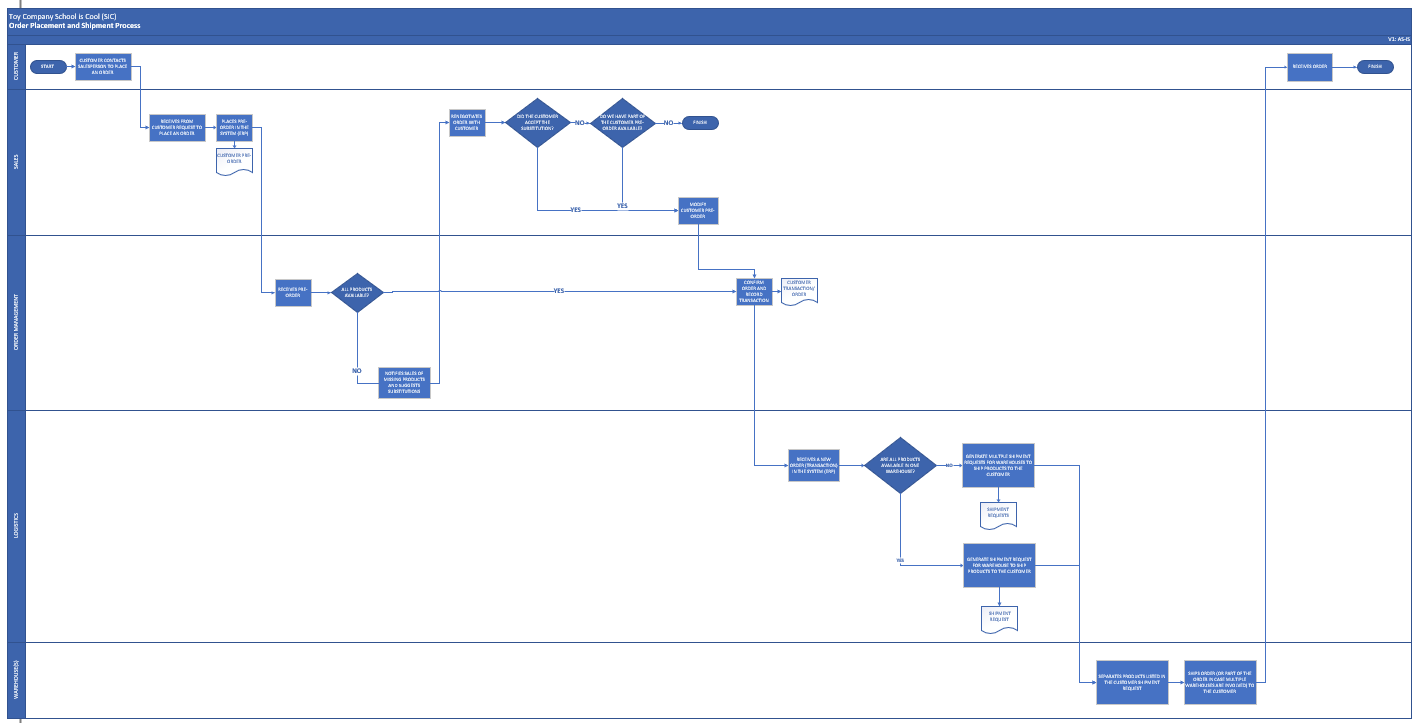 Toy Company School is Cool (SIC)
Order Placement and Shipment Process
V1: AS-IS
CUSTOMER
START
CUSTOMER CONTACTS
SALESPERSON TO PLACE
AN ORDER
RECEIVES ORDER
FINISH
SALES
RECEIVES FROM
CUSTOMER REQUEST TO
PLACE AN ORDER
PLACES PRE-
ORDER IN THE
SYSTEM (ERP)
CUSTOMER PRE-
ORDER
RENEGOTIATES
ORDER WITH
CUSTOMER
DID THE CUSTOMER
ACCEPT THE
SUBSTITUTION?
NO
DO WE HAVE PART OF
THE CUSTOMER PRE-
ORDER AVAILABLE?
NO
FINISH
YES
YES
MODIFY
CUSTOMER PRE-
ORDER
ORDER MANAGEMENT
RECEIVES PRE-
ORDER
ALL PRODUCTS
AVAILABLE?
YES
CONFIRM
ORDER AND
RECORD
TRANSACTION
CUSTOMER
TRANSACTION/
ORDER
NO
NOTIFIES SALES OF
MISSING PRODUCTS
AND SUGGESTS
SUBSTITUTIONS
LOGISTICS
RECEIVES A NEW
ORDER (TRANSACTION)
IN THE SYSTEM (ERP)
ARE ALL PRODUCTS
AVAILABLE IN ONE
WAREHOUSE?
NO
GENERATE MULTIPLE SHIPMENT
REQUESTS FOR WAREHOUSES TO
SHIP PRODUCTS TO THE
CUSTOMER
SHIPMENT
REQUESTS
YES
GENERATE SHIPMENT REQUEST
FOR WAREHOUSE TO SHIP
PRODUCTS TO THE CUSTOMER
SHIPMENT
REQUEST
WAREHOUSE(S)
SEPARATES PRODUCTS LISTED IN
THE CUSTOMER SHIPMENT
REQUEST
SHIPS ORDER (OR PART OF THE
ORDER IN CASE MULTIPLE
WAREHOUSES ARE INVOLVED) TO
THE CUSTOMER